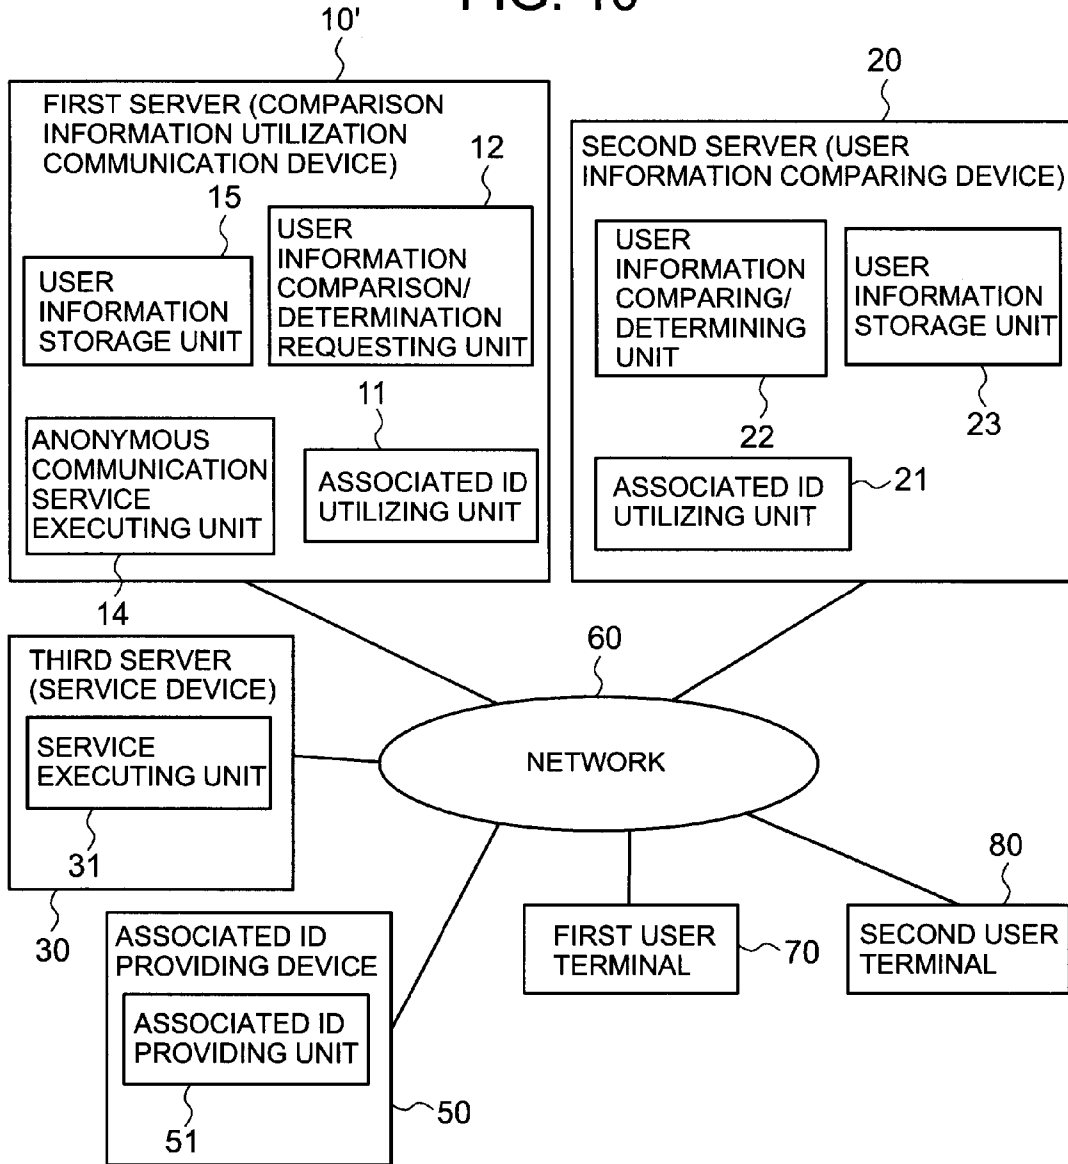 10'
FIRST SERVER (COMPARISON
INFORMATION UTILIZATION
COMMUNICATION DEVICE)
12
15
USER
INFORMATION
STORAGE UNIT
USER
INFORMATION
COMPARISON/
DETERMINATION
REQUESTING UNIT
11
ANONYMOUS
COMMUNICATION
SERVICE
EXECUTING UNIT
ASSOCIATED ID
UTILIZING UNIT
14
20
SECOND SERVER (USER
INFORMATION COMPARING DEVICE)
USER
INFORMATION
COMPARING/
DETERMINING
UNIT
USER
INFORMATION
STORAGE UNIT
22
23
ASSOCIATED ID
UTILIZING UNIT
21
THIRD SERVER
(SERVICE DEVICE)
SERVICE
EXECUTING UNIT
31
30
60
NETWORK
ASSOCIATED ID
PROVIDING DEVICE
ASSOCIATED ID
PROVIDING UNIT
51
50
FIRST USER
TERMINAL
70
80
SECOND USER
TERMINAL